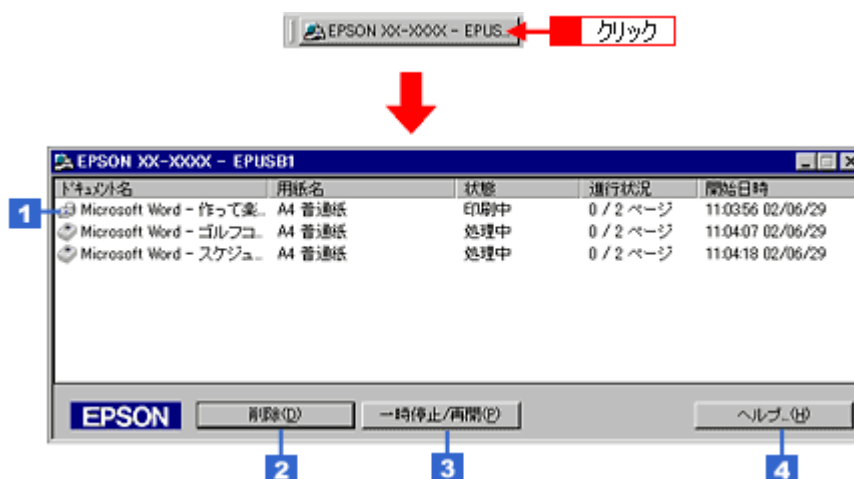 EPSON XX-XXXX - EPUS...
クリック
EPSON XX-XXXX - EPUSB1
ドキュメント名 用紙名 状態 進行状況 開始日時
1
Microsoft Word - 作って楽... A4 普通紙 印刷中 0 / 2 ページ 11:03:56 02/06/29
Microsoft Word - ゴルフコ... A4 普通紙 処理中 0 / 2 ページ 11:04:07 02/06/29
Microsoft Word - スケジュ... A4 普通紙 処理中 0 / 2 ページ 11:04:18 02/06/29
EPSON 削除(D) 一時停止/再開(P) ヘルプ...(H)
2 3 4